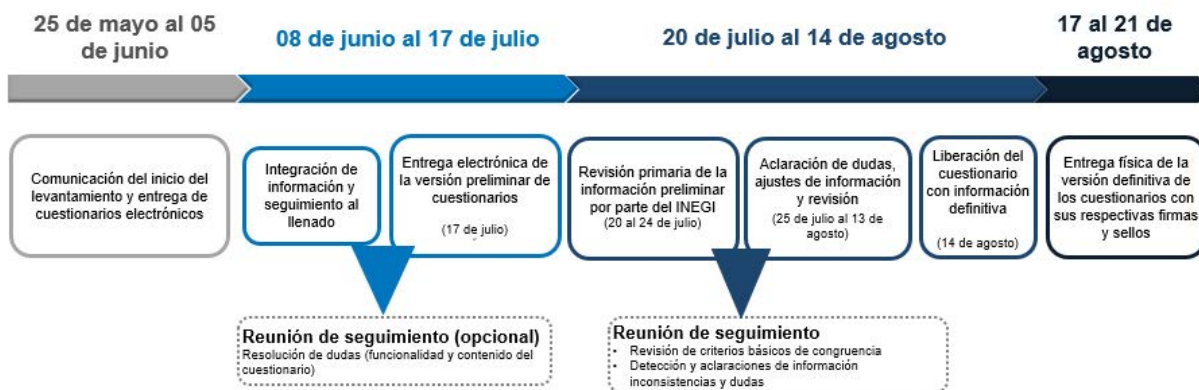 25 de mayo al 05
de junio
08 de junio al 17 de julio
20 de julio al 14 de agosto
17 al 21 de
agosto
Comunicación del inicio del
levantamiento y entrega de
cuestionarios electrónicos
Integración de
información y
seguimiento al
llenado
Entrega electrónica de
la versión preliminar de
cuestionarios
(17 de julio)
Revisión primaria de la
información preliminar
por parte del INEGI
(20 al 24 de julio)
Aclaración de dudas,
ajustes de información
y revisión
(25 de julio al 13 de
agosto)
Liberación del
cuestionario
con información
definitiva
(14 de agosto)
Entrega física de la
versión definitiva de
los cuestionarios con
sus respectivas firmas
y sellos
Reunión de seguimiento (opcional)
Resolución de dudas (funcionalidad y contenido del
cuestionario)
Reunión de seguimiento
• Revisión de criterios básicos de congruencia
• Detección y aclaraciones de información
inconsistencias y dudas